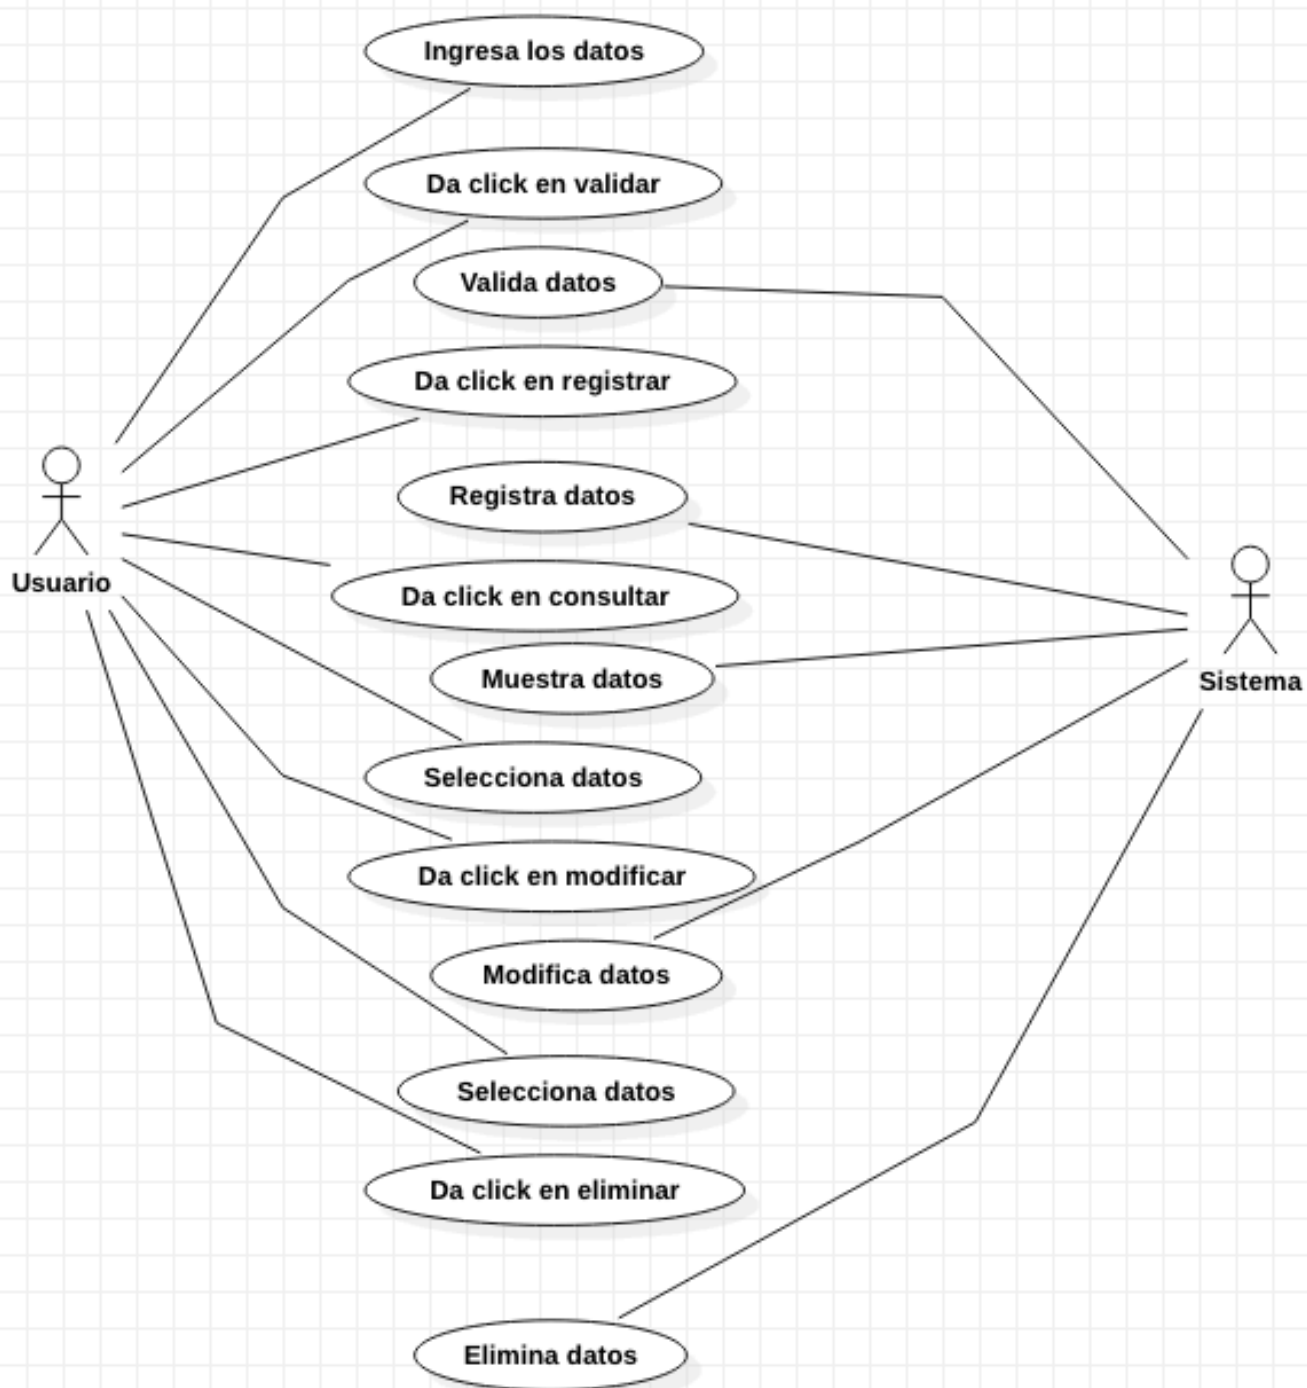 Ingresa los datos
Da click en validar
Valida datos
Da click en registrar
Registra datos
Usuario
Da click en consultar
Muestra datos
Sistema
Selecciona datos
Da click en modificar
Modifica datos
Selecciona datos
Da click en eliminar
Elimina datos